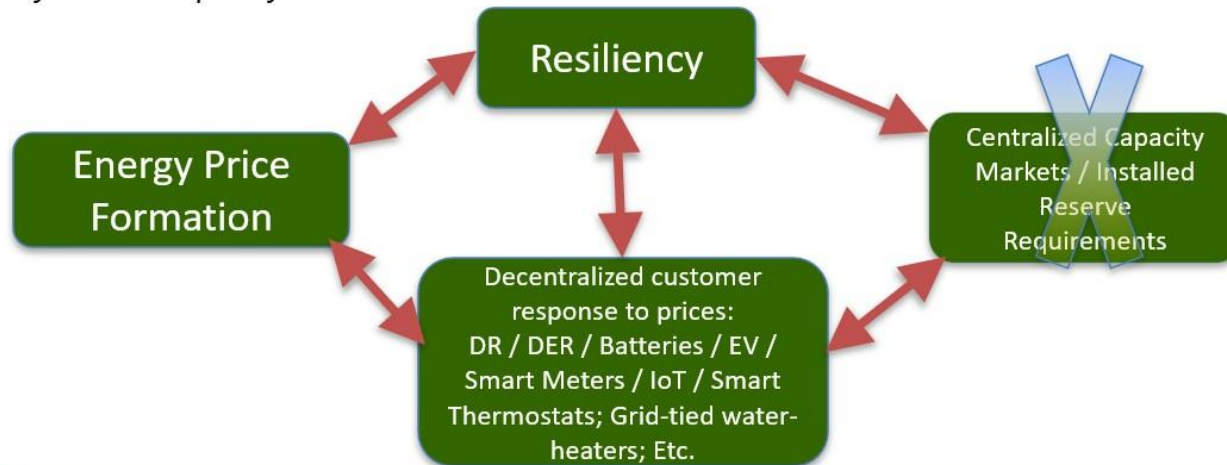 Resiliency
Energy Price
Formation
Centralized Capacity
Markets / Installed
Reserve
Requirements
Decentralized customer
response to prices:
DR / DER / Batteries / EV /
Smart Meters / IoT / Smart
Thermostats; Grid-tied water-
heaters; Etc.